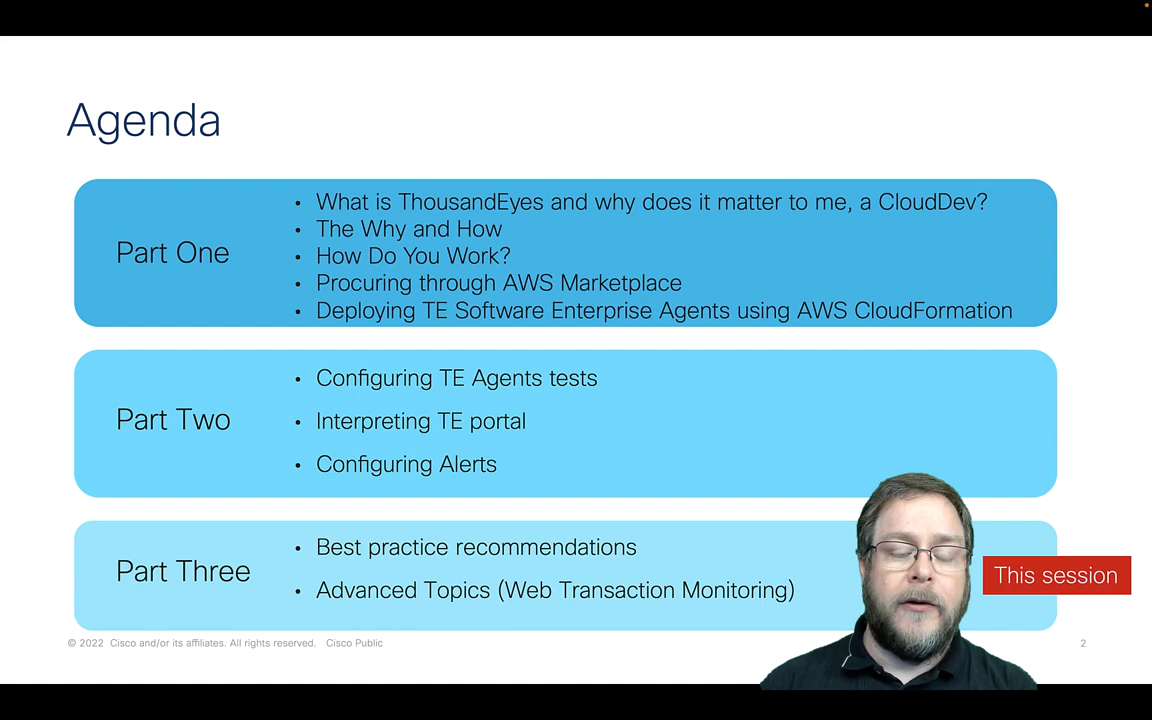 Agenda
Part One
• What is ThousandEyes and why does it matter to me, a CloudDev?
• The Why and How
• How Do You Work?
• Procuring through AWS Marketplace
• Deploying TE Software Enterprise Agents using AWS CloudFormation
Part Two
• Configuring TE Agents tests
• Interpreting TE portal
• Configuring Alerts
Part Three
• Best practice recommendations
• Advanced Topics (Web Transaction Monitoring)
This session
© 2022 Cisco and/or its affiliates. All rights reserved. Cisco Public
2